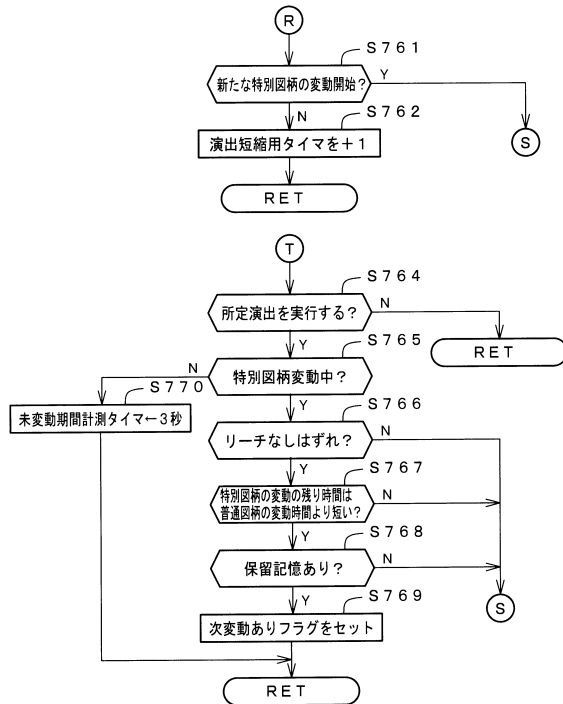 R
S761
新たな特別図柄の変動開始？
Y
N
S762
演出短縮用タイマを＋1
S
RET
T
S764
所定演出を実行する？
N
Y
S765
RET
N
特別図柄変動中？
S770
Y
S766
未変動期間計測タイマ←3秒
リーチなしはずれ？
N
Y
S767
特別図柄の変動の残り時間は
普通図柄の変動時間より短い？
N
Y
S768
保留記憶あり？
N
Y
S769
S
次変動ありフラグをセット
RET